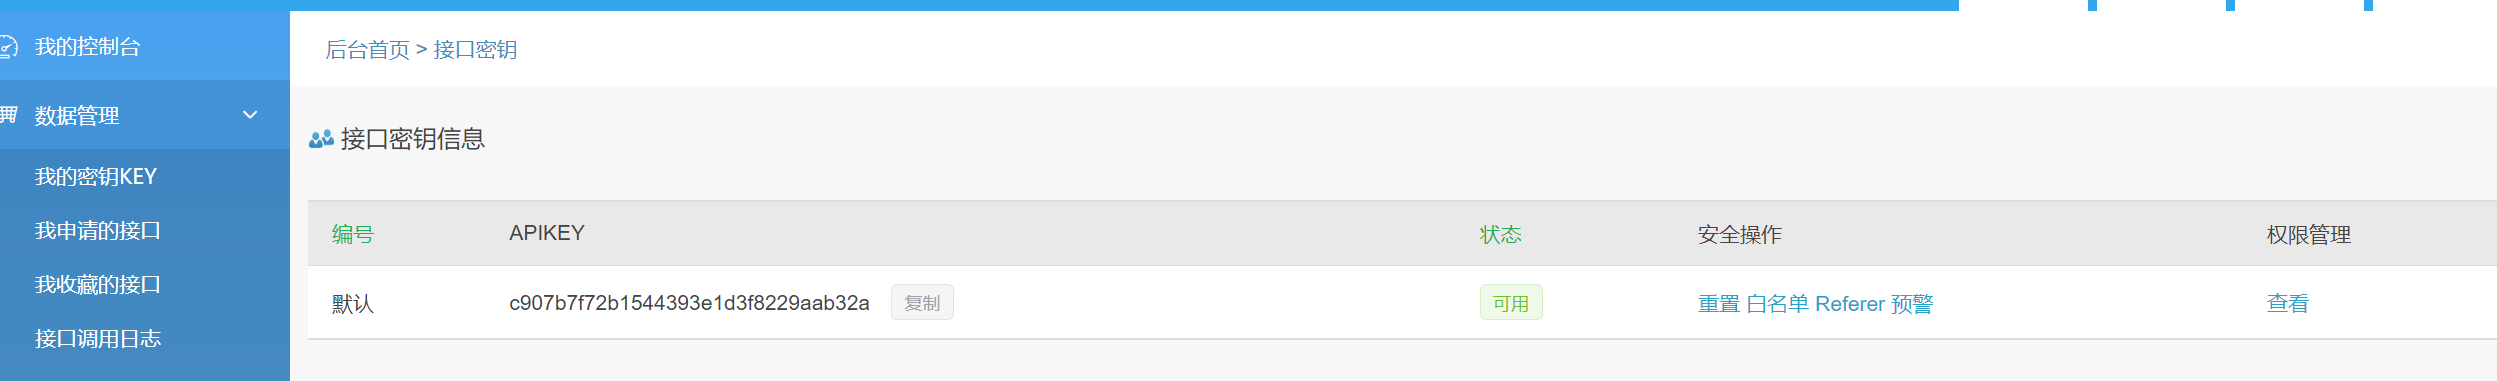 我的控制台
数据管理
我的密钥KEY
我申请的接口
我收藏的接口
接口调用日志
后台首页 > 接口密钥
接口密钥信息
编号 APIKEY 状态 安全操作 权限管理
默认 c907b7f72b1544393e1d3f8229aab32a 复制 可用 重置 白名单 Referer 预警 查看